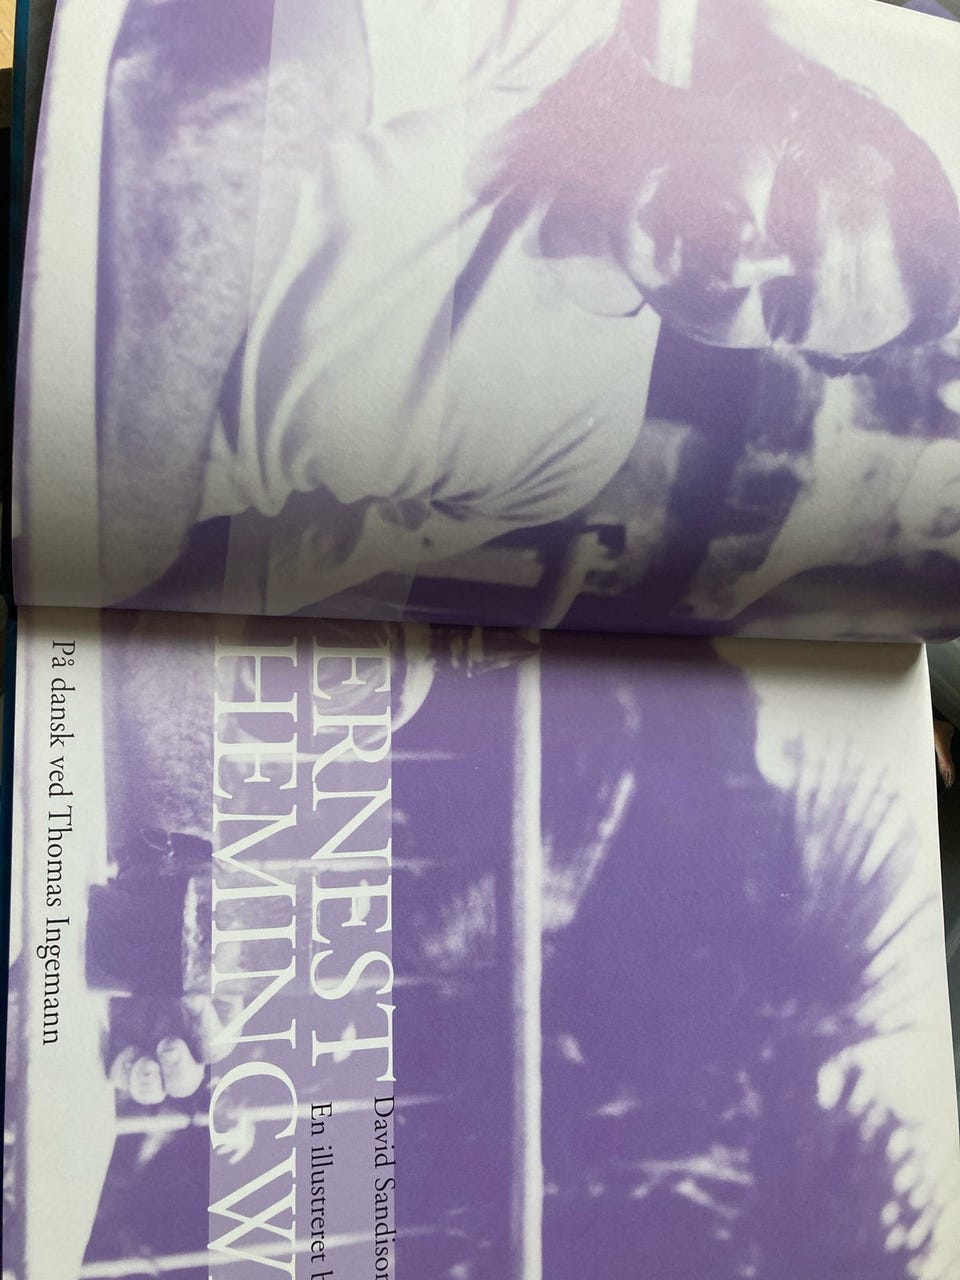 David Sandison
ERNEST
En illustreret
HEMINGW
På dansk ved Thomas Ingemann